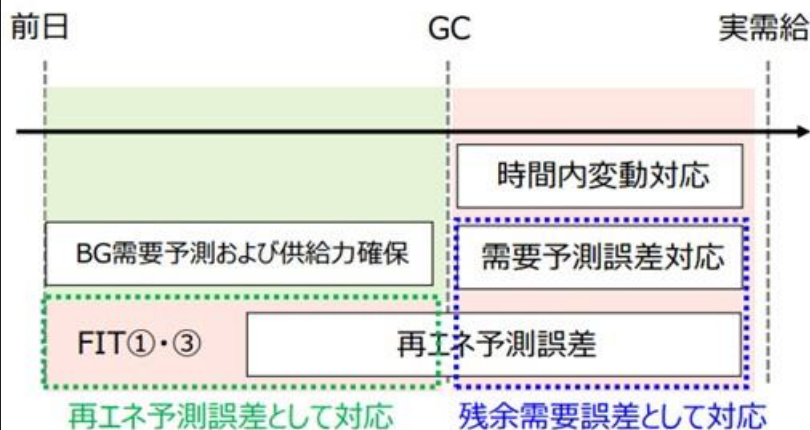 前日 GC 実需給
時間内変動対応
BG需要予測および供給力確保 需要予測誤差対応
FIT①・③ 再エネ予測誤差
再エネ予測誤差として対応 残余需要誤差として対応